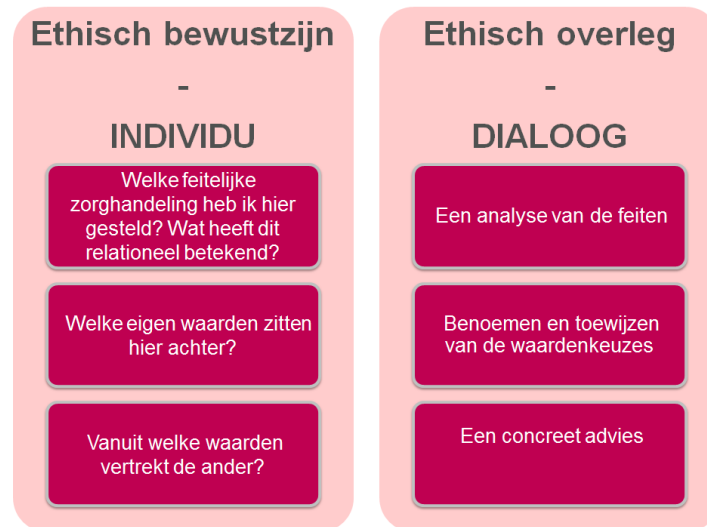 Ethisch bewustzijn
-
INDIVIDU
Welke feitelijke
zorghandeling heb ik hier
gesteld? Wat heeft dit
relationeel betekend?
Welke eigen waarden zitten
hier achter?
Vanuit welke waarden
vertrekt de ander?
Ethisch overleg
-
DIALOOG
Een analyse van de feiten
Benoemen en toewijzen
van de waardenkeuzes
Een concreet advies